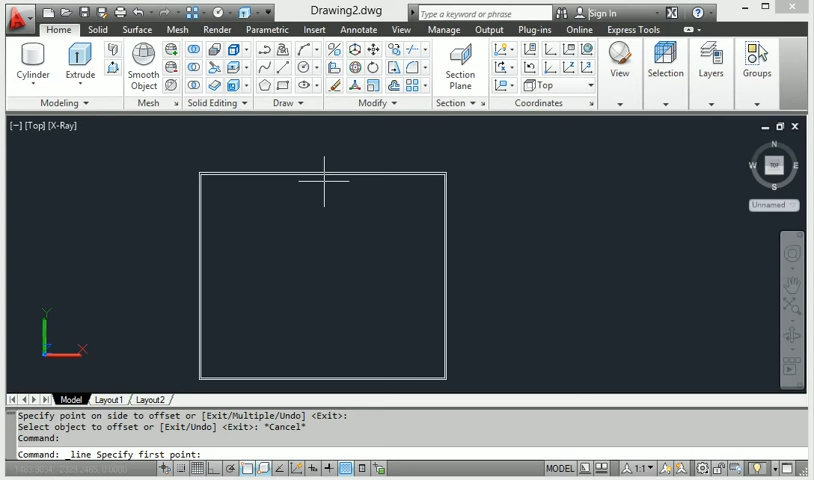 Drawing2.dwg
Type a keyword or phrase
Sign In
Home Solid Surface Mesh Render Parametric Insert Annotate View Manage Output Plug-ins Online Express Tools
Cylinder
Extrude
Smooth Object
Section Plane
Top
View
Selection
Layers
Groups
Modeling
Mesh
Solid Editing
Draw
Modify
Section
Coordinates
[−] [Top] [X-Ray]
N
W TOP E
S
Unnamed
Y
X
Model Layout1 Layout2
Specify point on side to offset or [Exit/Multiple/Undo] <Exit>:
Select object to offset or [Exit/Undo] <Exit>: *Cancel*
Command:
Command: _line Specify first point:
MODEL
1:1